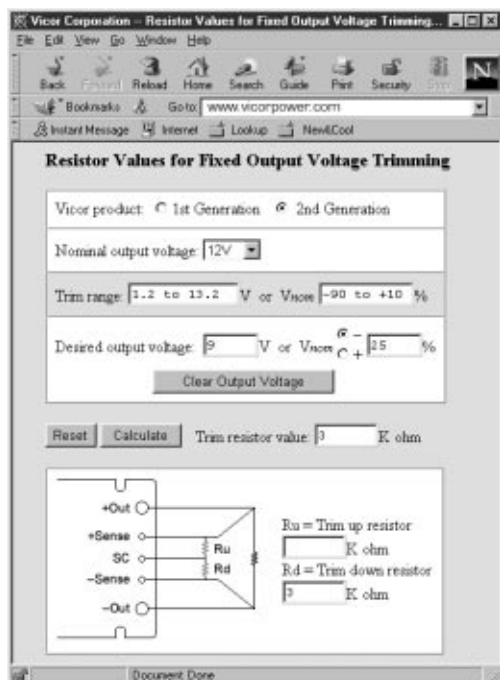 Vicor Corporation -- Resistor Values for Fixed Output Voltage Trimming...
File Edit View Go Window Help
Back Forward Reload Home Search Guide Print Security Stop N
Bookmarks Go to: www.vicorpower.com
Instant Message Internet Lookup New&Cool
Resistor Values for Fixed Output Voltage Trimming
Vicor product: 1st Generation 2nd Generation
Nominal output voltage: 12V
Trim range: 1.2 to 13.2 V or Vnom -90 to +10 %
Desired output voltage: 9 V or Vnom - + 25 %
Clear Output Voltage
Reset Calculate Trim resistor value: 3 K ohm
+Out
+Sense
SC
-Sense
-Out
Ru
Rd
Ru = Trim up resistor
K ohm
Rd = Trim down resistor
3 K ohm
Document Done